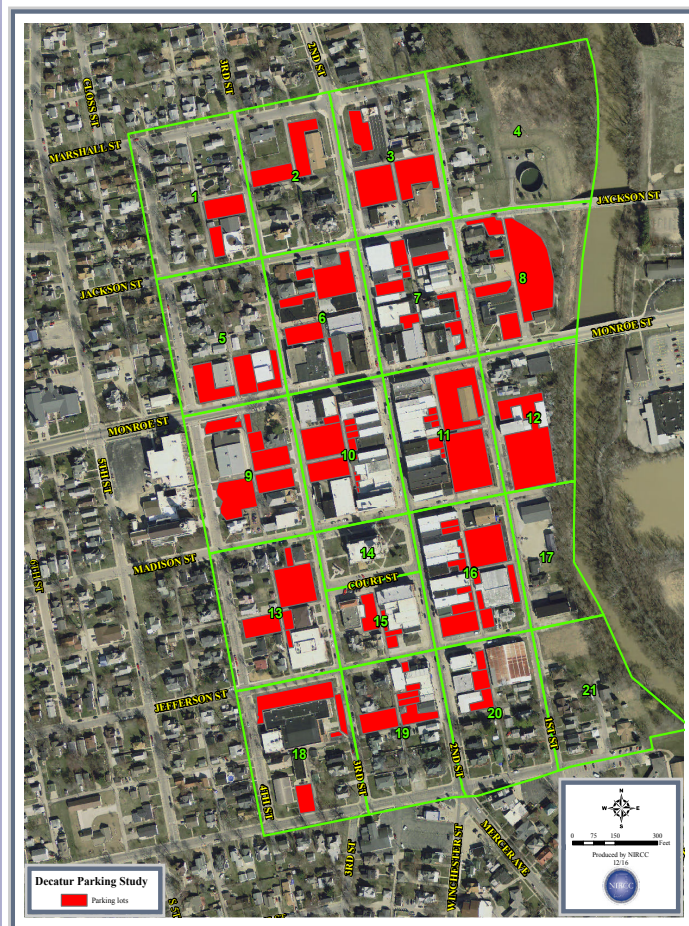 2ND ST
3RD ST
CLOSS ST
MARSHALL ST
4
3
2
1
JACKSON ST
JACKSON ST
8
7
6
5
MONROE ST
MONROE ST
12
11
10
9
5TH ST
6TH ST
MADISON ST
14
17
COURT ST
16
15
13
JEFFERSON ST
21
20
19
18
1ST ST
2ND ST
3RD ST
4TH ST
3RD ST
WINCHESTER ST
MERCER AVE
N
W E
S
0 75 150 300
Feet
Produced by NIRCC
12/16
NIRCC
Decatur Parking Study
Parking lots